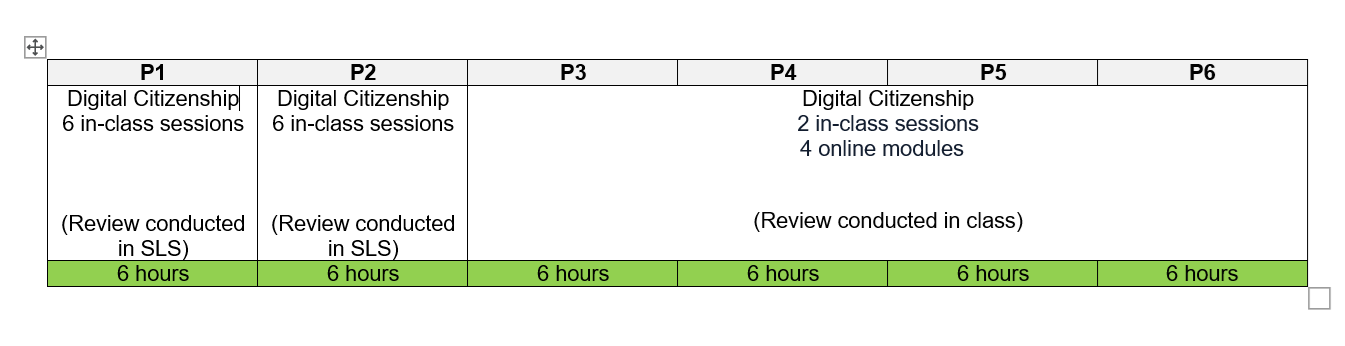 P1 P2 P3 P4 P5 P6
Digital Citizenship
6 in-class sessions
(Review conducted
in SLS)
Digital Citizenship
6 in-class sessions
(Review conducted
in SLS)
Digital Citizenship
2 in-class sessions
4 online modules
(Review conducted in class)
6 hours 6 hours 6 hours 6 hours 6 hours 6 hours